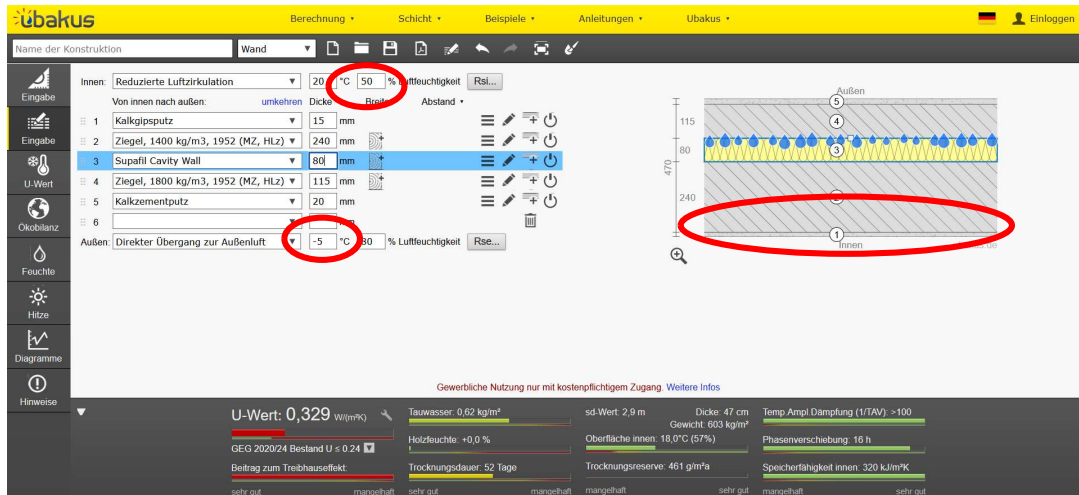 übakus
Berechnung
Schicht
Beispiele
Anleitungen
Ubakus
Einloggen
Name der Konstruktion
Wand
Innen: Reduzierte Luftzirkulation 20 °C 50 % Luftfeuchtigkeit Rsi...
Von innen nach außen: umkehren Dicke Breite Abstand
1 Kalkgipsputz 15 mm
2 Ziegel, 1400 kg/m3, 1952 (MZ, HLz) 240 mm
3 Supafil Cavity Wall 80 mm
4 Ziegel, 1800 kg/m3, 1952 (MZ, HLz) 115 mm
5 Kalkzementputz 20 mm
6
Außen: Direkter Übergang zur Außenluft -5 °C 80 % Luftfeuchtigkeit Rse...
Eingabe
Eingabe
U-Wert
Ökobilanz
Feuchte
Hitze
Diagramme
Hinweise
Außen
5
115
4
80
3
470
240
2
1
Innen
Gewerbliche Nutzung nur mit kostenpflichtigem Zugang. Weitere Infos
U-Wert: 0,329 W/(m²K)
GEG 2020/24 Bestand U ≤ 0.24
Beitrag zum Treibhauseffekt:
sehr gut mangelhaft
Tauwasser: 0,62 kg/m²
Holzfeuchte: +0,0 %
Trocknungsdauer: 52 Tage
sehr gut mangelhaft
sd-Wert: 2,9 m Dicke: 47 cm
Gewicht: 603 kg/m²
Oberfläche innen: 18,0°C (57%)
Trocknungsreserve: 461 g/m²a
mangelhaft sehr gut
Temp.Ampl.Dämpfung (1/TAV): >100
Phasenverschiebung: 16 h
Speicherfähigkeit innen: 320 kJ/m²K
mangelhaft sehr gut